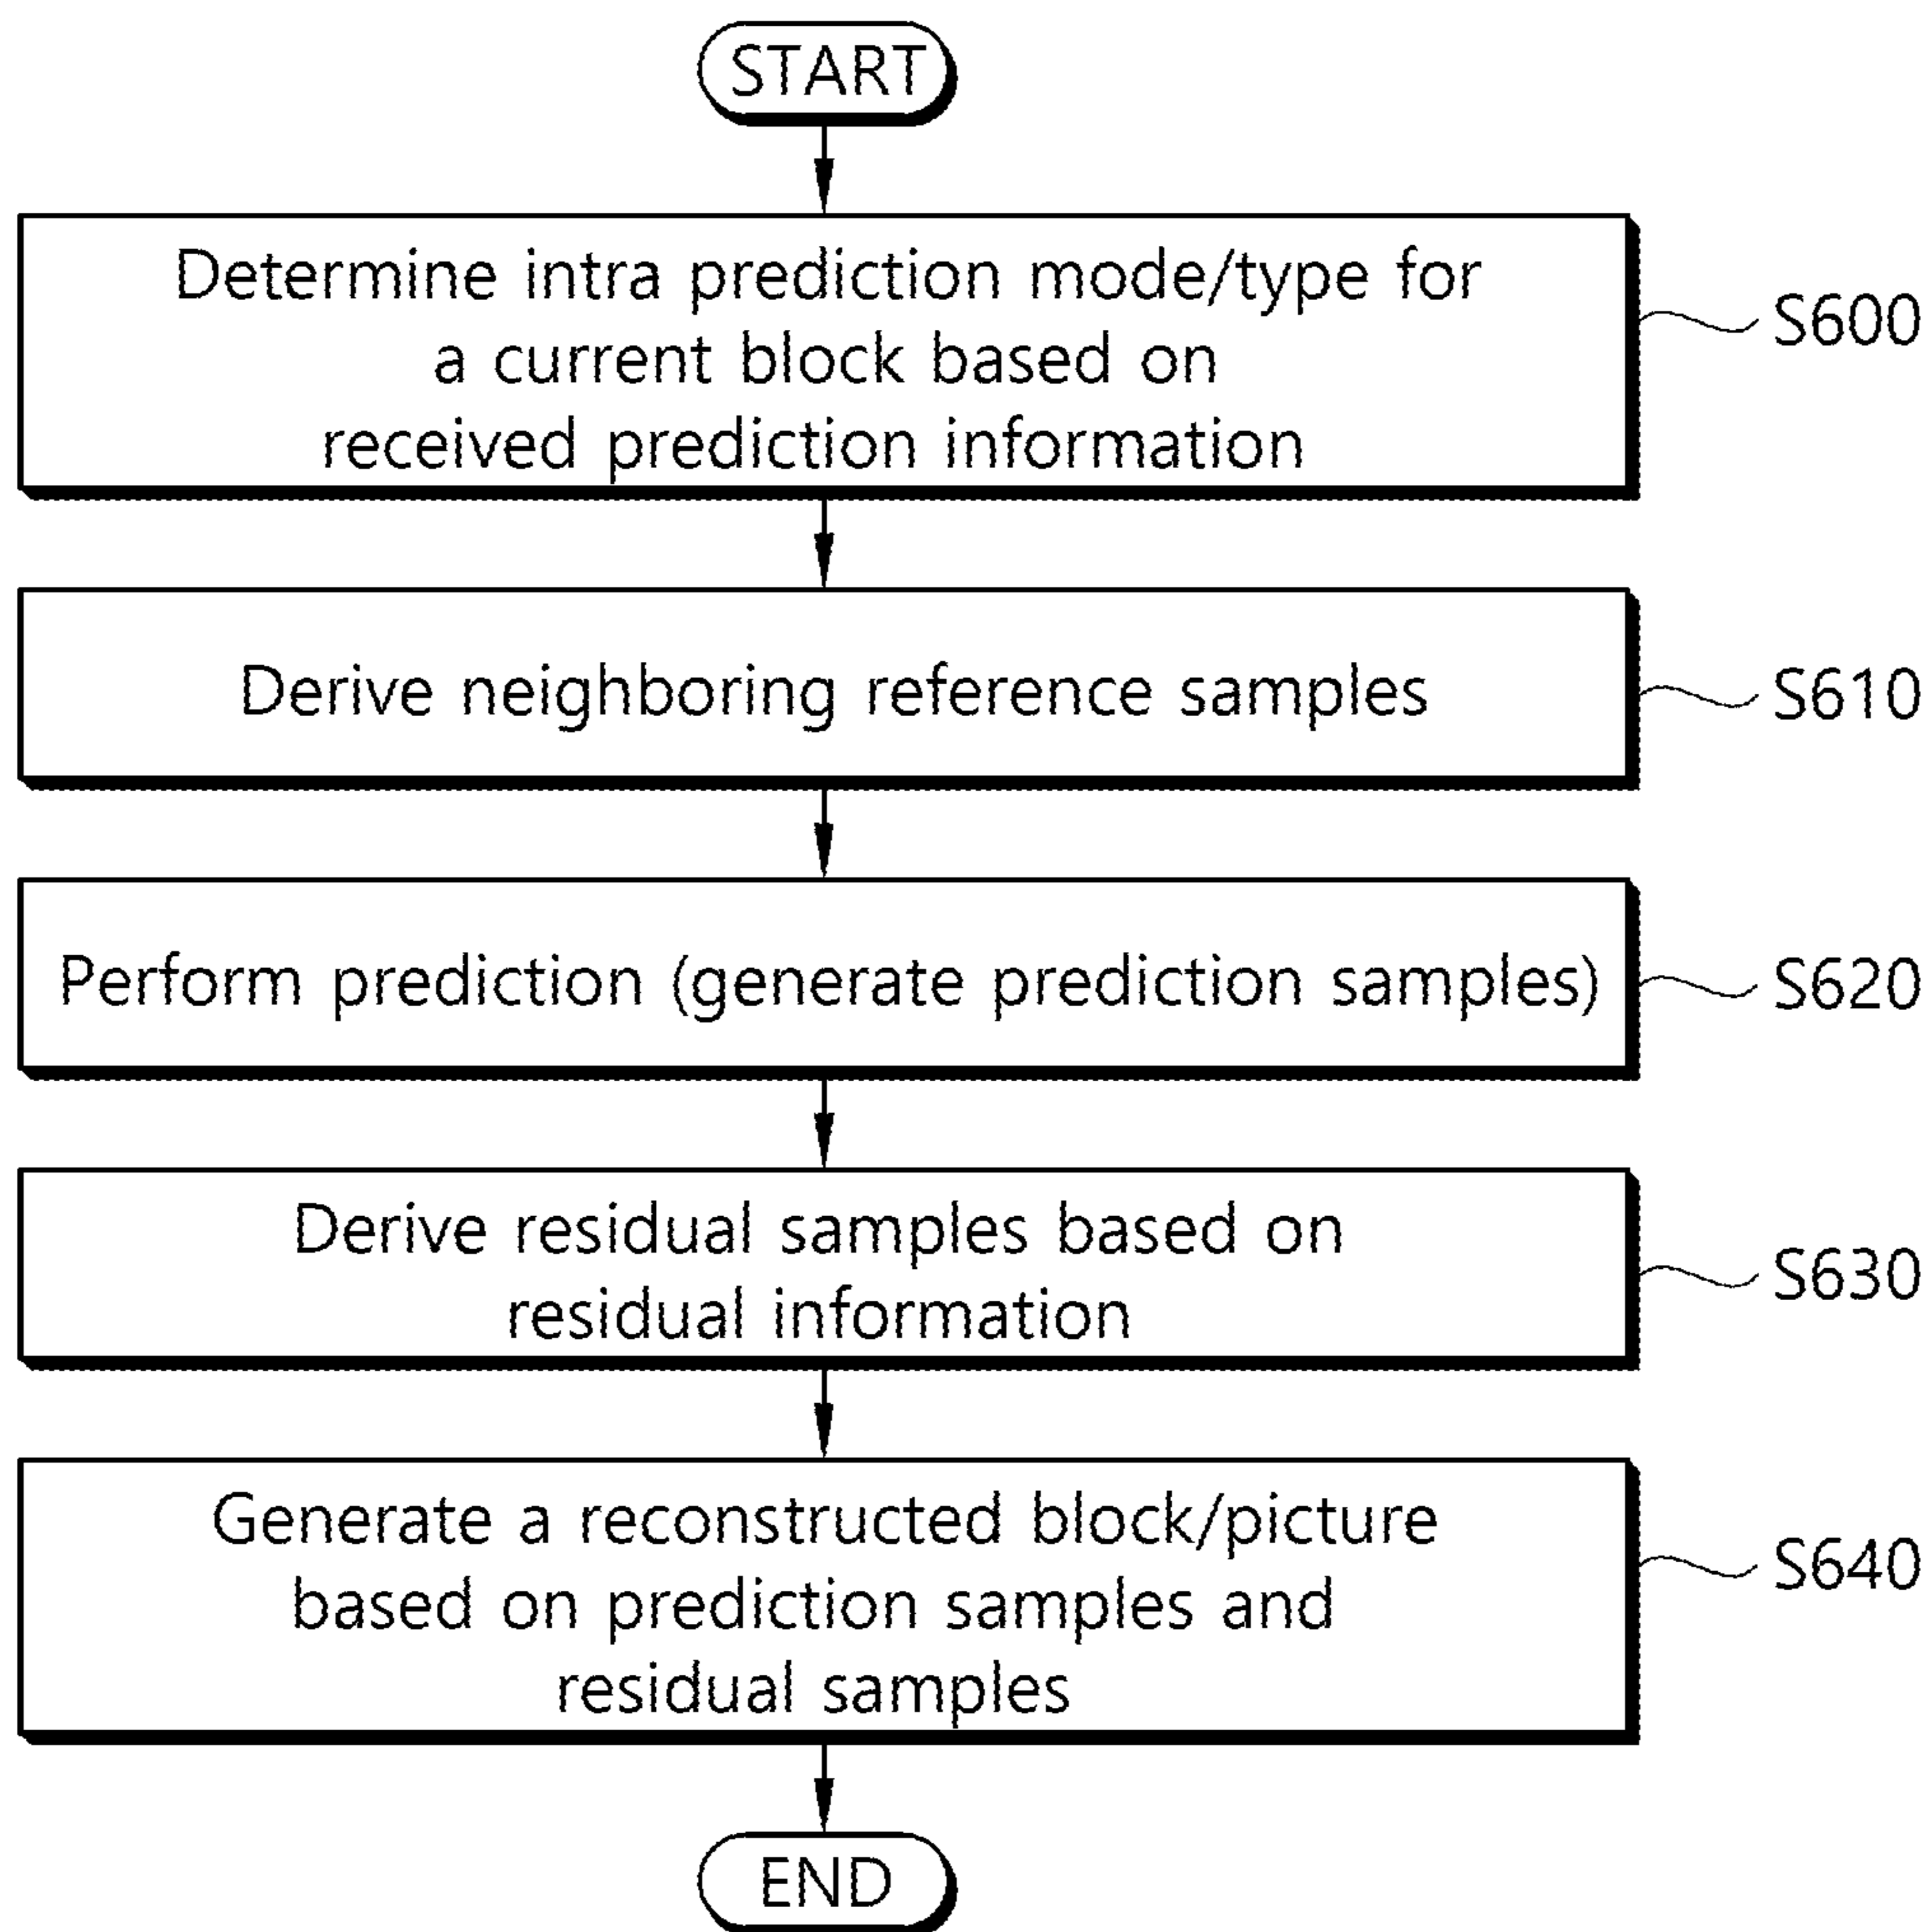 START
Determine intra prediction mode/type for
a current block based on
received prediction information
S600
Derive neighboring reference samples
S610
Perform prediction (generate prediction samples)
S620
Derive residual samples based on
residual information
S630
Generate a reconstructed block/picture
based on prediction samples and
residual samples
S640
END